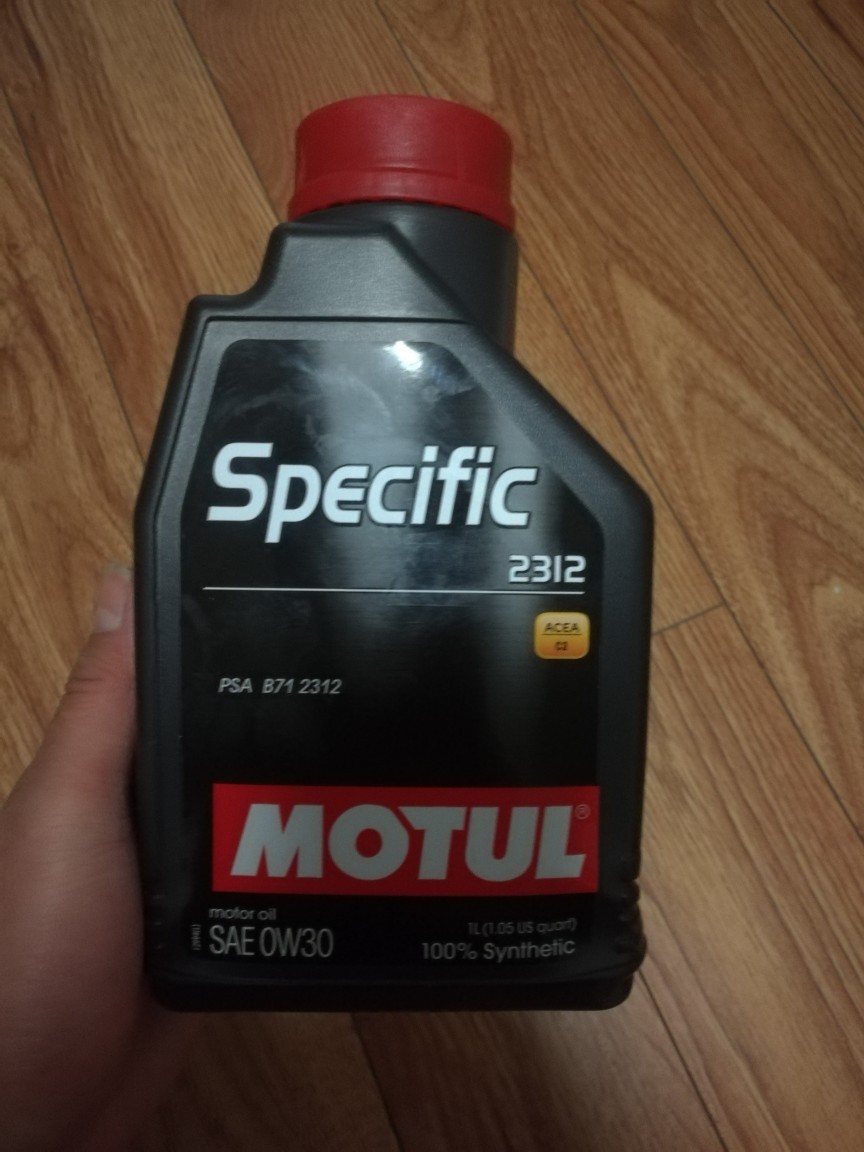 Specific
2312
ACEA
C2
PSA B71 2312
MOTUL®
motor oil
SAE 0W30
1L (1.05 US quart)
100% Synthetic